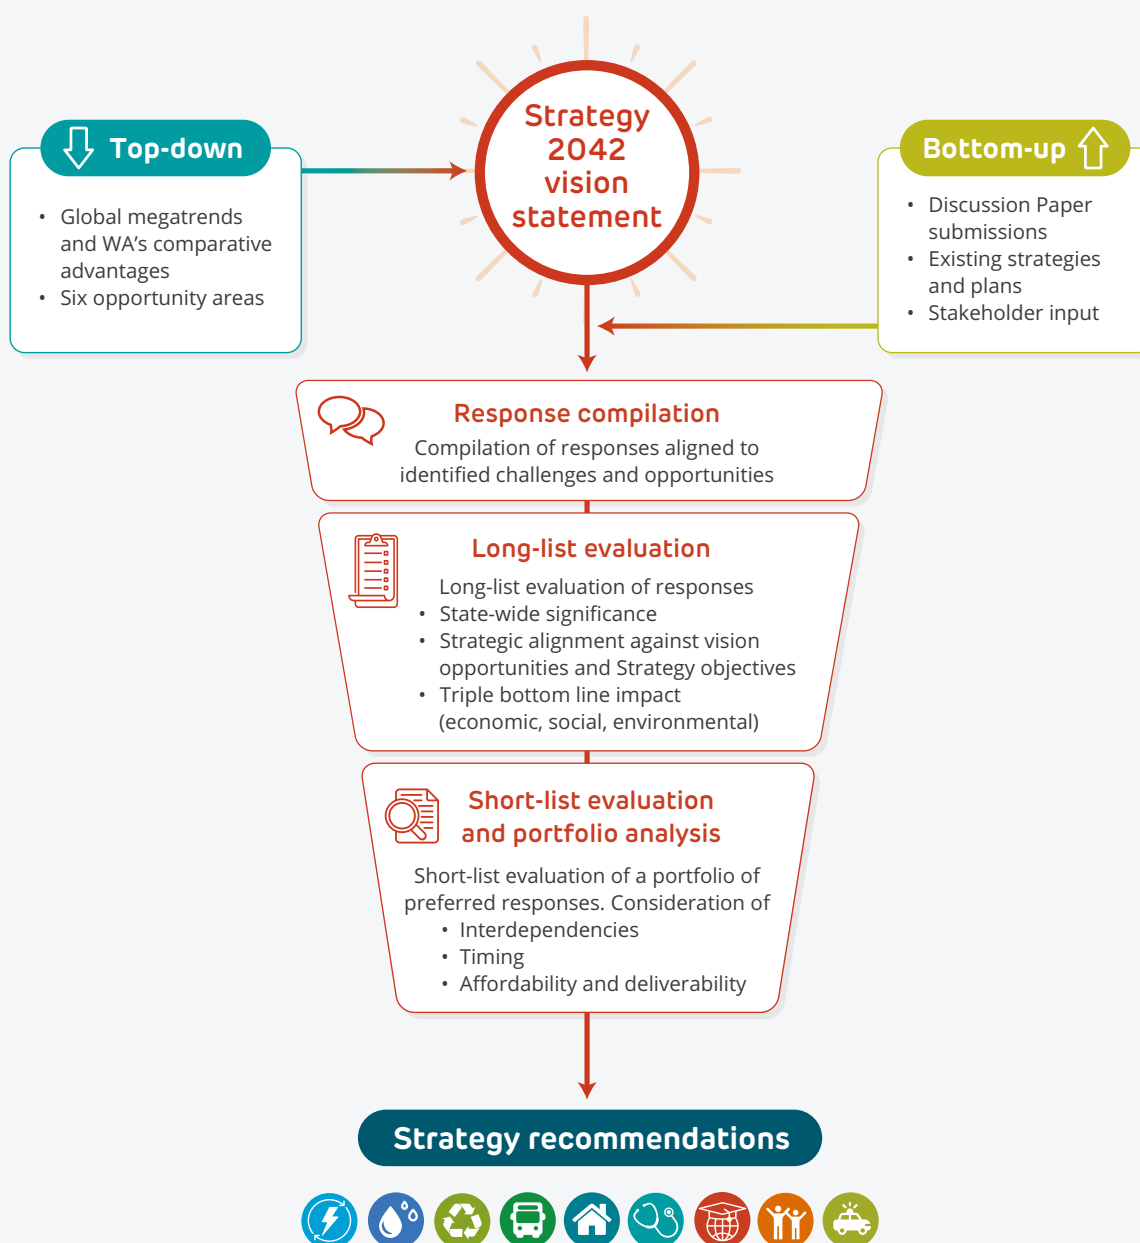 Strategy
2042
vision
statement
Top-down
• Global megatrends
and WA's comparative
advantages
• Six opportunity areas
Bottom-up
• Discussion Paper
submissions
• Existing strategies
and plans
• Stakeholder input
Response compilation
Compilation of responses aligned to
identified challenges and opportunities
Long-list evaluation
Long-list evaluation of responses
• State-wide significance
• Strategic alignment against vision
opportunities and Strategy objectives
• Triple bottom line impact
(economic, social, environmental)
Short-list evaluation
and portfolio analysis
Short-list evaluation of a portfolio of
preferred responses. Consideration of
• Interdependencies
• Timing
• Affordability and deliverability
Strategy recommendations